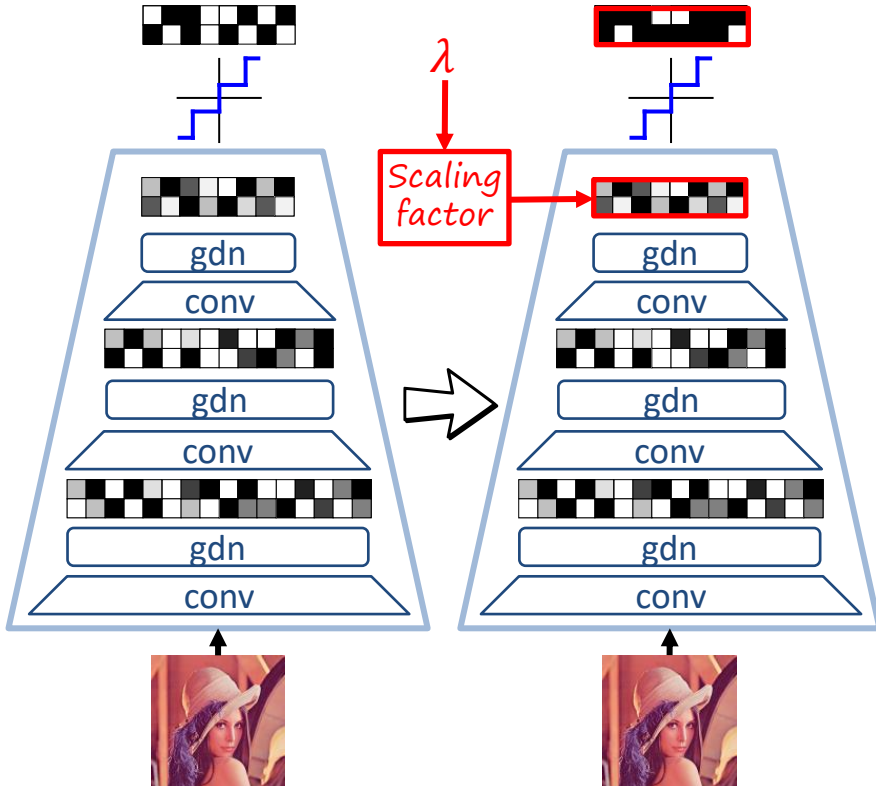 λ
Scaling
factor
gdn
conv
gdn
conv
gdn
conv
gdn
conv
gdn
conv
gdn
conv